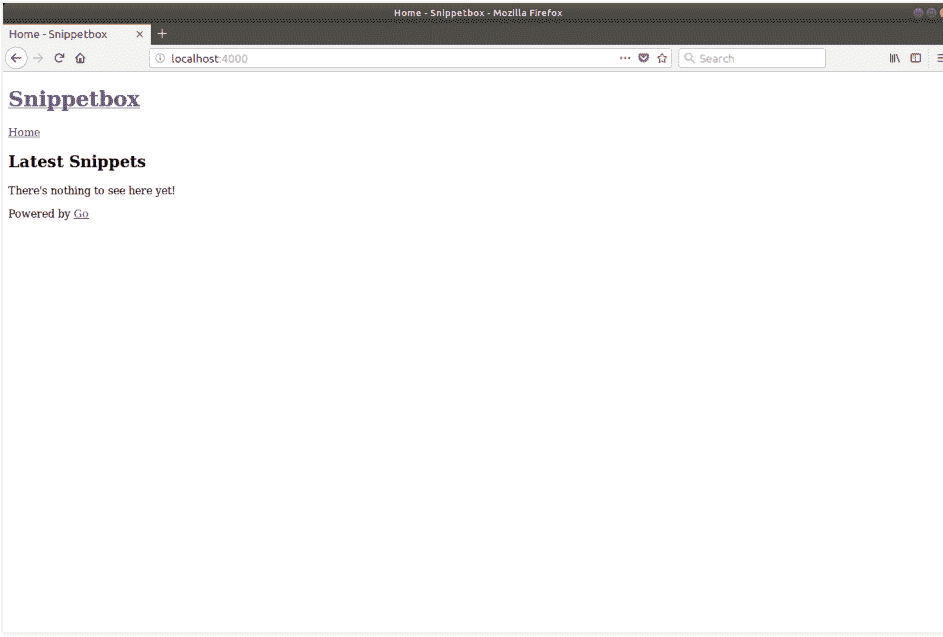 Home - Snippetbox - Mozilla Firefox
Home - Snippetbox
localhost:4000
Search
Snippetbox
Home
Latest Snippets
There's nothing to see here yet!
Powered by Go